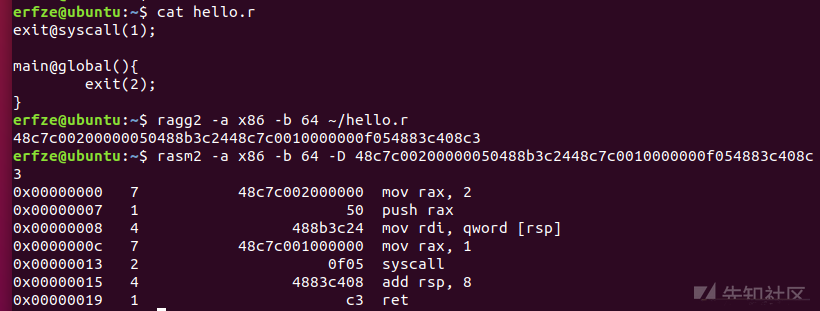 erfze@ubuntu:~$ cat hello.r
exit@syscall(1);
main@global(){
        exit(2);
}
erfze@ubuntu:~$ ragg2 -a x86 -b 64 ~/hello.r
48c7c00200000050488b3c2448c7c0010000000f054883c408c3
erfze@ubuntu:~$ rasm2 -a x86 -b 64 -D 48c7c00200000050488b3c2448c7c0010000000f054883c408c
3
0x00000000   7             48c7c002000000  mov rax, 2
0x00000007   1                         50  push rax
0x00000008   4                   488b3c24  mov rdi, qword [rsp]
0x0000000c   7             48c7c001000000  mov rax, 1
0x00000013   2                       0f05  syscall
0x00000015   4                   4883c408  add rsp, 8
0x00000019   1                         c3  ret
先知社区